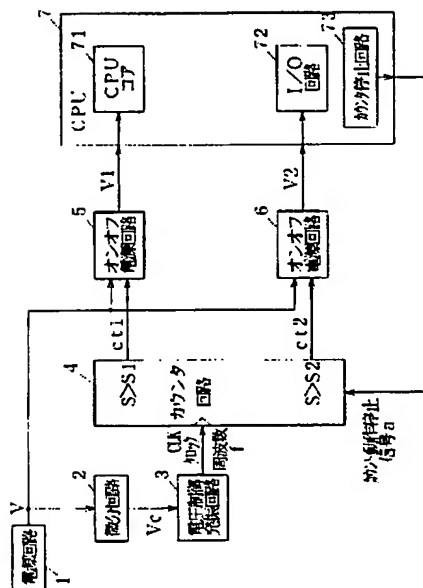 V
電源回路
1
2
微分回路
Vc
3
電圧制御
発振回路
CLK
クロック
周波数
f
4
S>S1
カウンタ
回路
S>S2
ct1
ct2
カウント動作停止
信号a
5
オンオフ
電源回路
6
オンオフ
電源回路
V1
V2
7
CPU
71
CPU
コア
72
I/O
回路
73
カウンタ停止回路